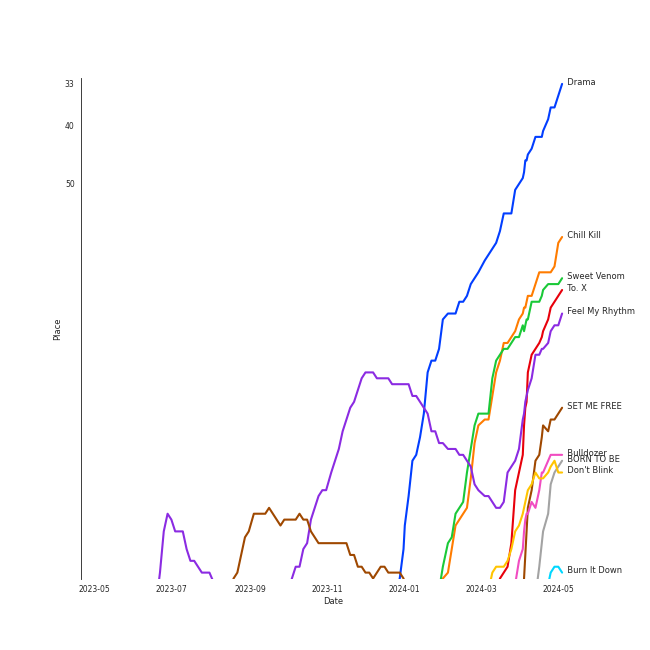 33
40
50
Place
Drama
Chill Kill
Sweet Venom
To. X
Feel My Rhythm
SET ME FREE
Bulldozer
BORN TO BE
Don't Blink
Burn It Down
2023-05
2023-07
2023-09
2023-11
2024-01
2024-03
2024-05
Date